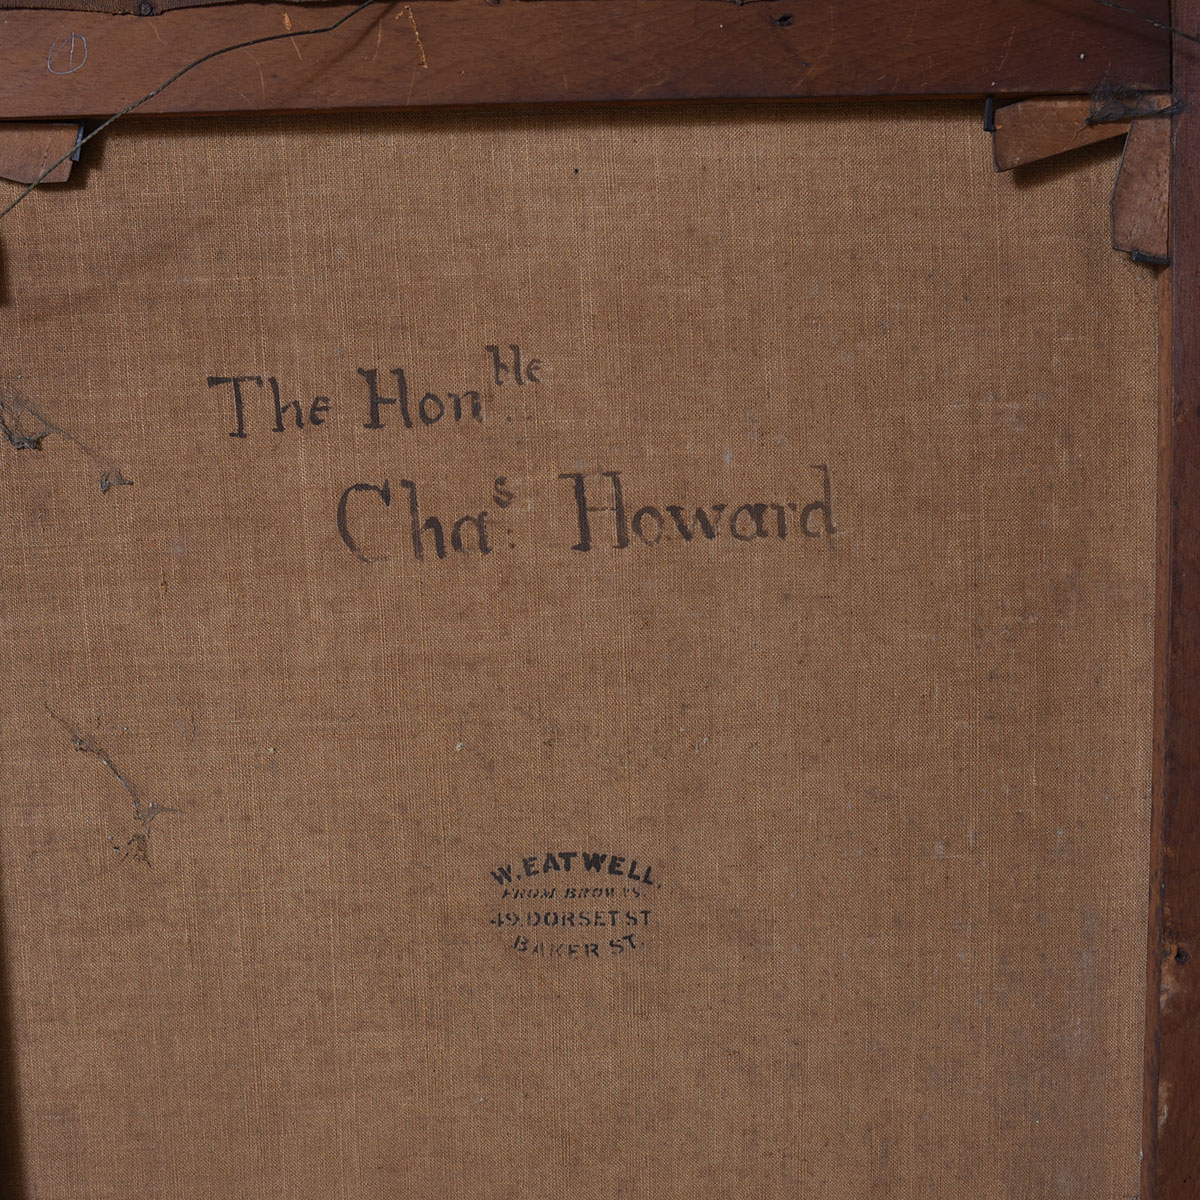 The Honble
Chas. Howard
W. EATWELL,
FROM BROWNS.
49. DORSET ST
BAKER ST.